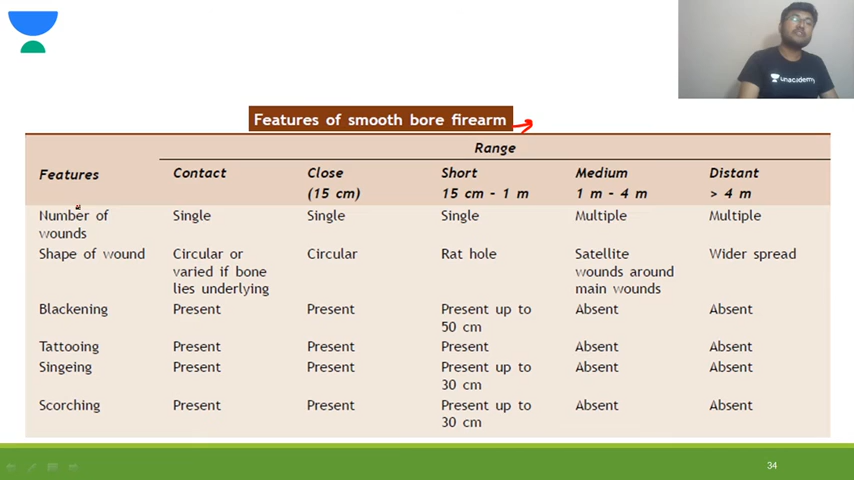 unacademy
Features of smooth bore firearm
Range
Features Contact Close Short Medium Distant
(15 cm) 15 cm - 1 m 1 m - 4 m > 4 m
Number of Single Single Single Multiple Multiple
wounds
Shape of wound Circular or Circular Rat hole Satellite Wider spread
varied if bone wounds around
lies underlying main wounds
Blackening Present Present Present up to Absent Absent
50 cm
Tattooing Present Present Present Absent Absent
Singeing Present Present Present up to Absent Absent
30 cm
Scorching Present Present Present up to Absent Absent
30 cm
34